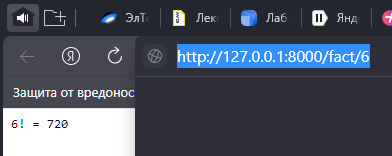 ЭлТ
Лек
Лаб
Янд
Я
http://127.0.0.1:8000/fact/6
Защита от вредонос
6! = 720